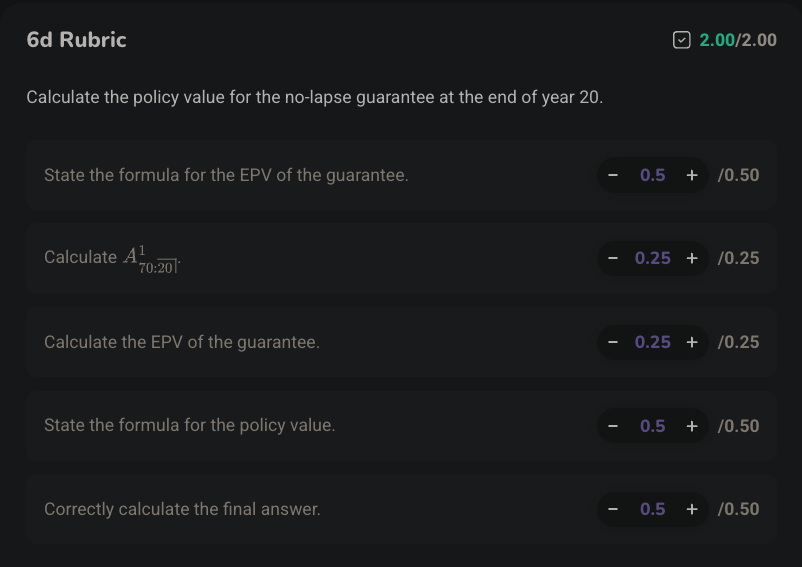 6d Rubric 2.00/2.00
Calculate the policy value for the no-lapse guarantee at the end of year 20.
State the formula for the EPV of the guarantee. − 0.5 + /0.50
Calculate $A^{1}_{70:\overline{20}|}$. − 0.25 + /0.25
Calculate the EPV of the guarantee. − 0.25 + /0.25
State the formula for the policy value. − 0.5 + /0.50
Correctly calculate the final answer. − 0.5 + /0.50